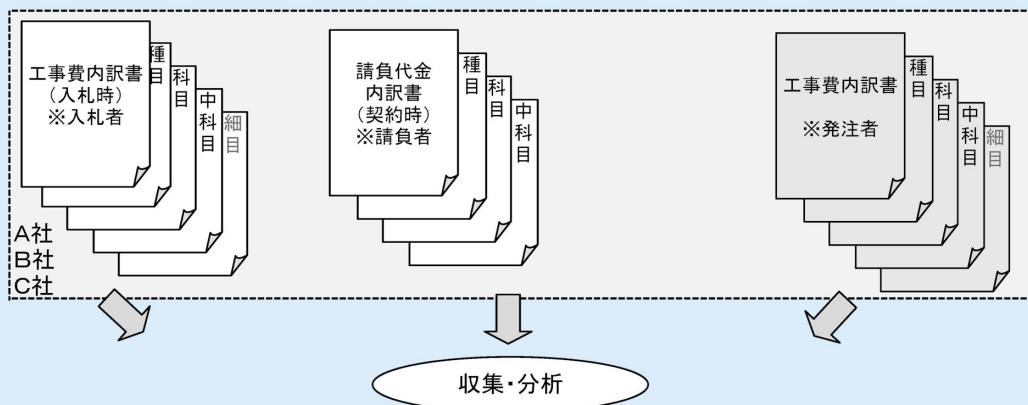 工事費内訳書
(入札時)
※入札者
種目
科目
中科目
細目
A社
B社
C社
請負代金
内訳書
(契約時)
※請負者
種目
科目
中科目
工事費内訳書
※発注者
種目
科目
中科目
細目
収集・分析